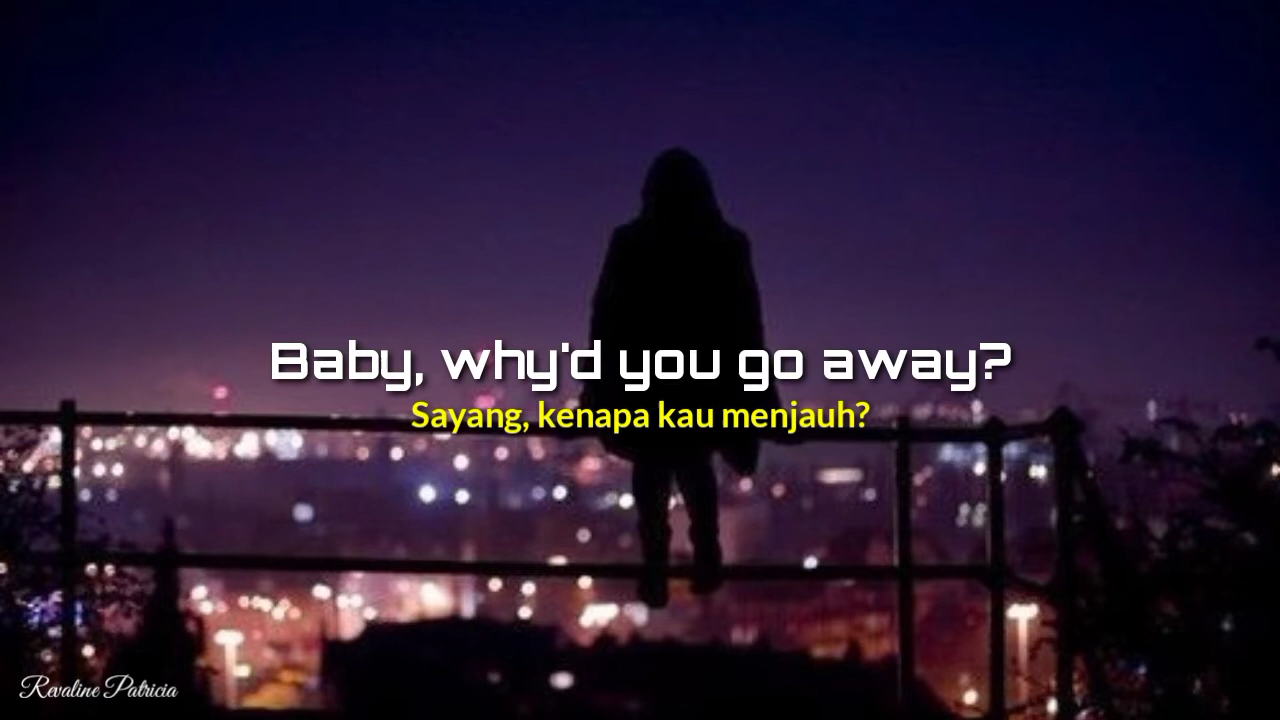 Baby, why'd you go away?
Sayang, kenapa kau menjauh?
Revaline Patricia